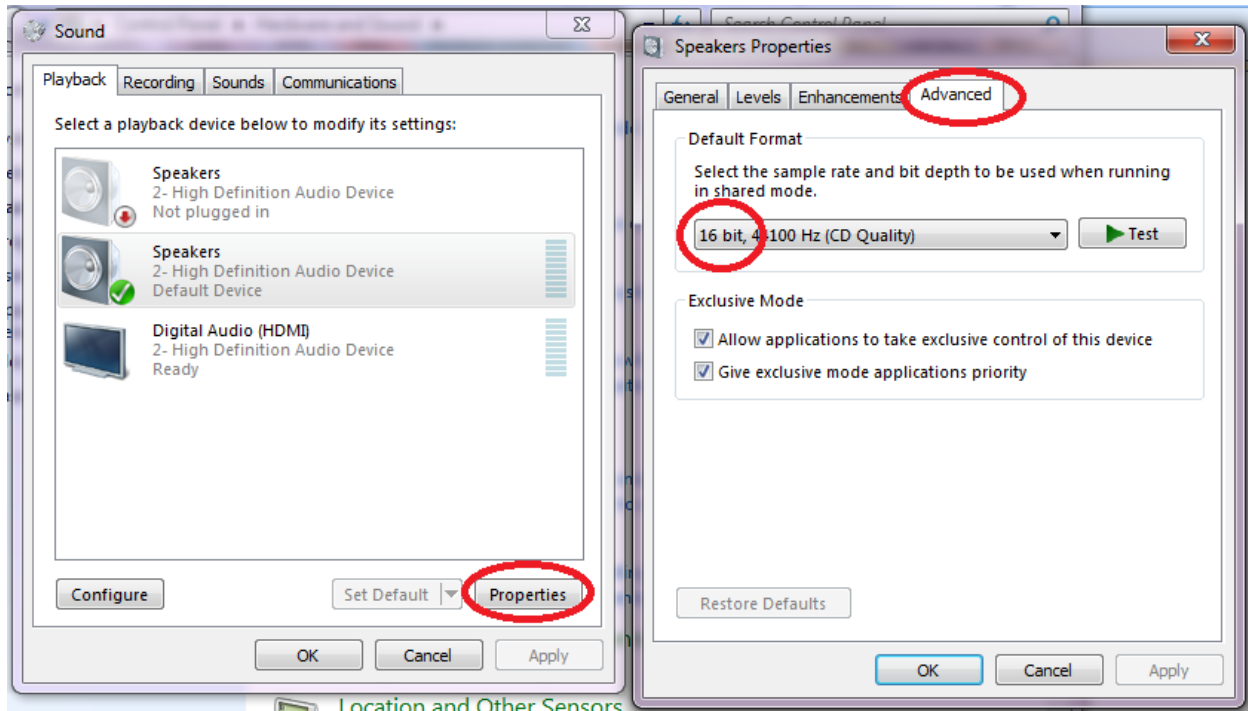 Search Control Panel
Sound
Playback Recording Sounds Communications
Select a playback device below to modify its settings:
Speakers
2- High Definition Audio Device
Not plugged in
Speakers
2- High Definition Audio Device
Default Device
Digital Audio (HDMI)
2- High Definition Audio Device
Ready
Configure Set Default Properties
OK Cancel Apply
Location and Other Sensors
Speakers Properties
General Levels Enhancements Advanced
Default Format
Select the sample rate and bit depth to be used when running
in shared mode.
16 bit, 44100 Hz (CD Quality) Test
Exclusive Mode
Allow applications to take exclusive control of this device
Give exclusive mode applications priority
Restore Defaults
OK Cancel Apply